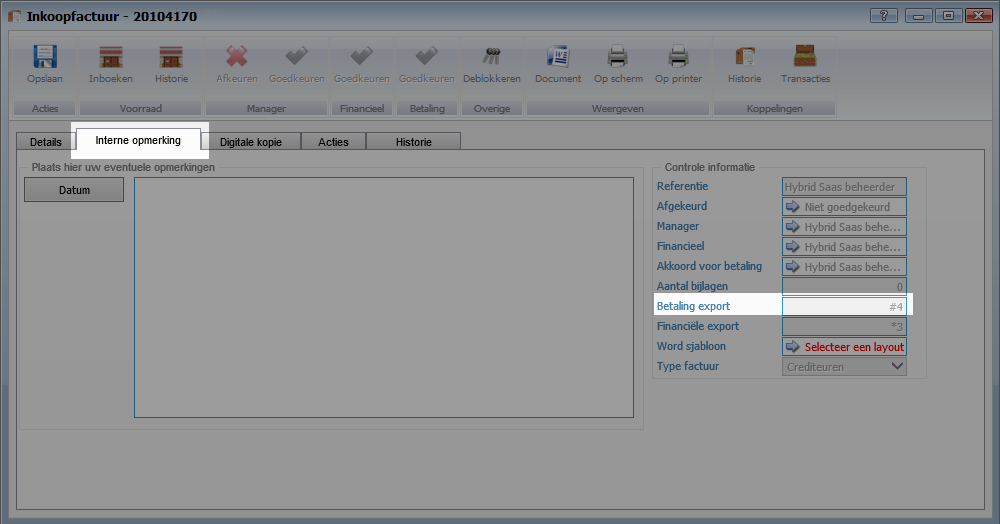 Inkoopfactuur - 20104170
?
Opslaan Inboeken Historie Afkeuren Goedkeuren Goedkeuren Goedkeuren Deblokkeren Document Op scherm Op printer Historie Transacties
Acties Voorraad Manager Financieel Betaling Overige Weergeven Koppelingen
Details Interne opmerking Digitale kopie Acties Historie
Plaats hier uw eventuele opmerkingen
Datum
Controle informatie
Referentie Hybrid Saas beheerder
Afgekeurd Niet goedgekeurd
Manager Hybrid Saas behe...
Financieel Hybrid Saas behe...
Akkoord voor betaling Hybrid Saas behe...
Aantal bijlagen 0
Betaling export #4
Financiële export *3
Word sjabloon Selecteer een layout
Type factuur Crediteuren